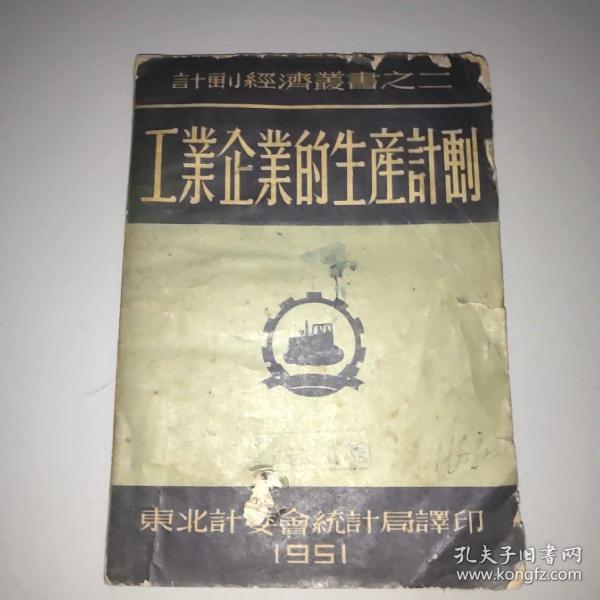 計劃經濟叢書之二
工業企業的生産計劃
東北計委會統計局譯印
1951
孔夫子旧书网
www.kongfz.com